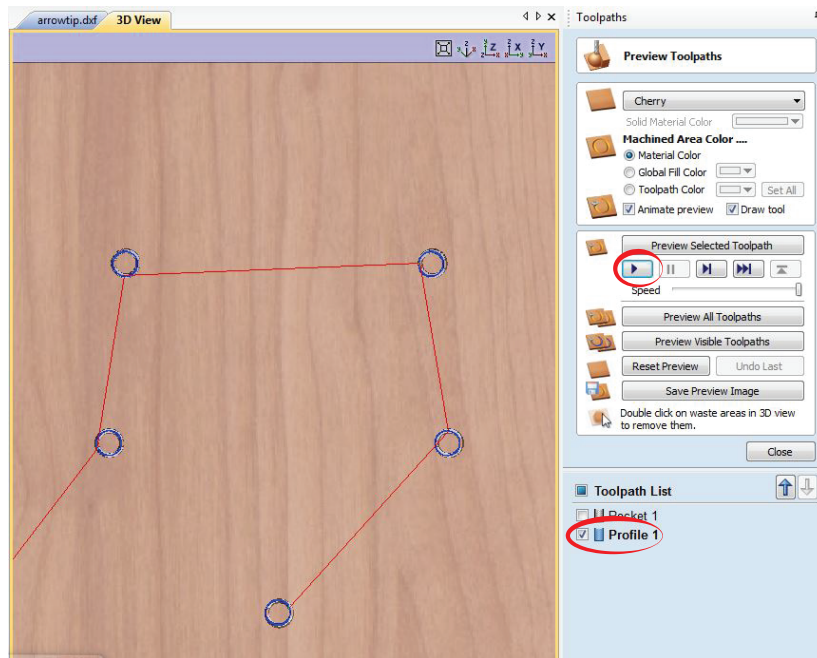 arrowtip.dxf
3D View
Toolpaths
Preview Toolpaths
Cherry
Solid Material Color
Machined Area Color ....
Material Color
Global Fill Color
Toolpath Color
Set All
Animate preview
Draw tool
Preview Selected Toolpath
Speed
Preview All Toolpaths
Preview Visible Toolpaths
Reset Preview
Undo Last
Save Preview Image
Double click on waste areas in 3D view
to remove them.
Close
Toolpath List
Pocket 1
Profile 1